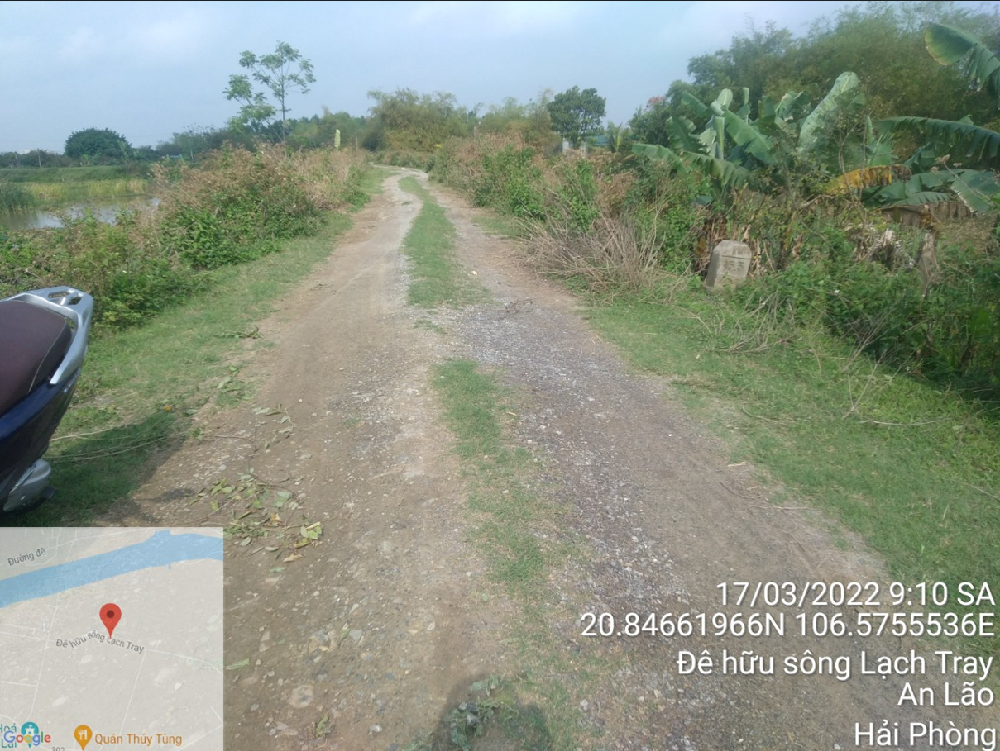 Đường đê
Đê hữu sông Lạch Tray
Google
Quán Thúy Tùng
17/03/2022 9:10 SA
20.84661966N 106.5755536E
Đê hữu sông Lạch Tray
An Lão
Hải Phòng